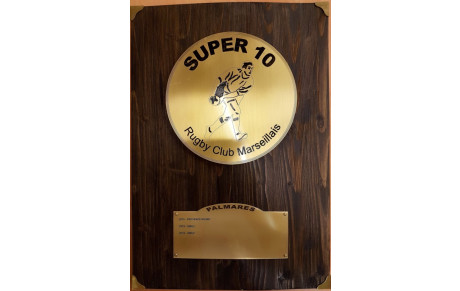 SUPER 10
Rugby Club Marseillais
PALMARES